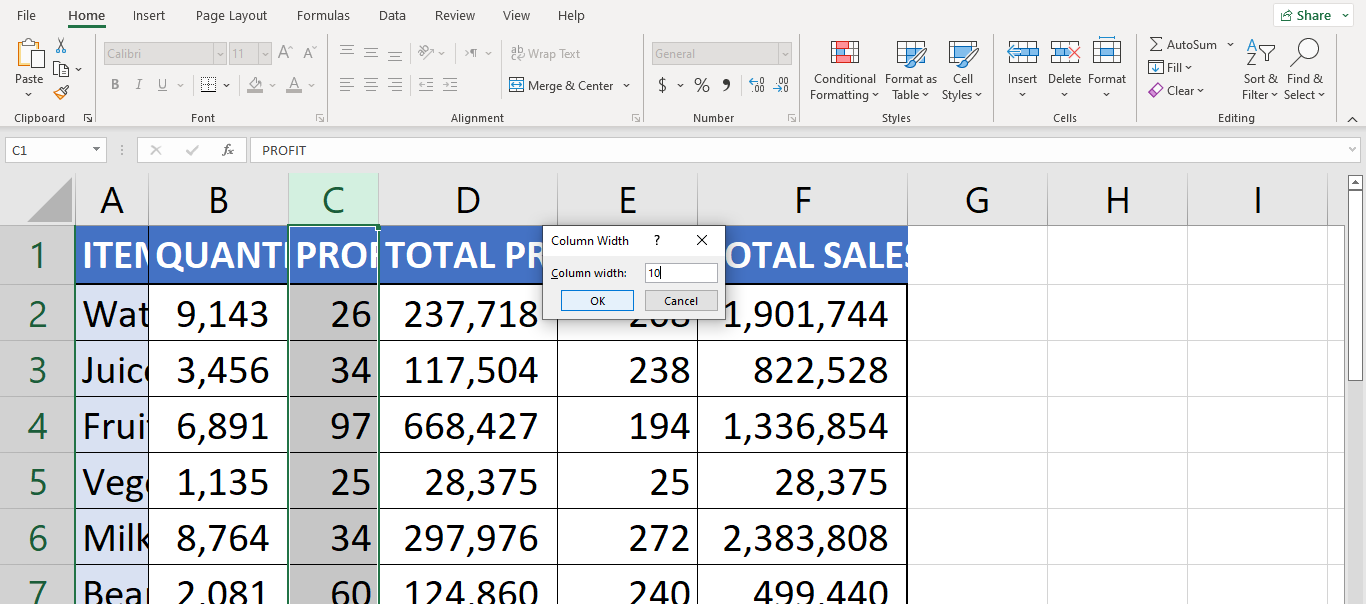 File Home Insert Page Layout Formulas Data Review View Help Share
Calibri 11 A A ab Wrap Text General AutoSum
Paste Conditional Formatting Format as Table Cell Styles Insert Delete Format Fill Sort & Filter Find & Select
B I U A Merge & Center $ % 9 .00 Clear
Clipboard Font Alignment Number Styles Cells Editing
C1 fx PROFIT
A B C D E F G H I
Column Width ? X
Column width: 10
OK Cancel
1 ITEM QUANTI PROF TOTAL PR OTAL SALES
2 Wat 9,143 26 237,718 1,901,744
3 Juice 3,456 34 117,504 238 822,528
4 Frui 6,891 97 668,427 194 1,336,854
5 Vege 1,135 25 28,375 25 28,375
6 Milk 8,764 34 297,976 272 2,383,808
7 Bear 2,081 60 124,860 240 499,440